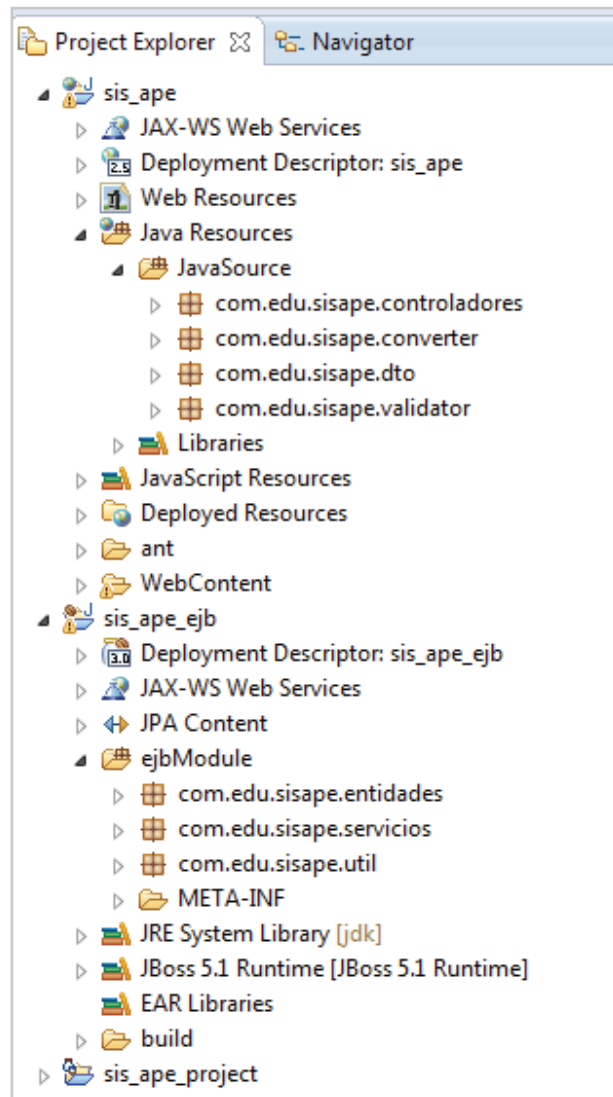 Project Explorer Navigator
sis_ape
JAX-WS Web Services
2.5 Deployment Descriptor: sis_ape
Web Resources
Java Resources
JavaSource
com.edu.sisape.controladores
com.edu.sisape.converter
com.edu.sisape.dto
com.edu.sisape.validator
Libraries
JavaScript Resources
Deployed Resources
ant
WebContent
sis_ape_ejb
3.0 Deployment Descriptor: sis_ape_ejb
JAX-WS Web Services
JPA Content
ejbModule
com.edu.sisape.entidades
com.edu.sisape.servicios
com.edu.sisape.util
META-INF
JRE System Library [jdk]
JBoss 5.1 Runtime [JBoss 5.1 Runtime]
EAR Libraries
build
sis_ape_project